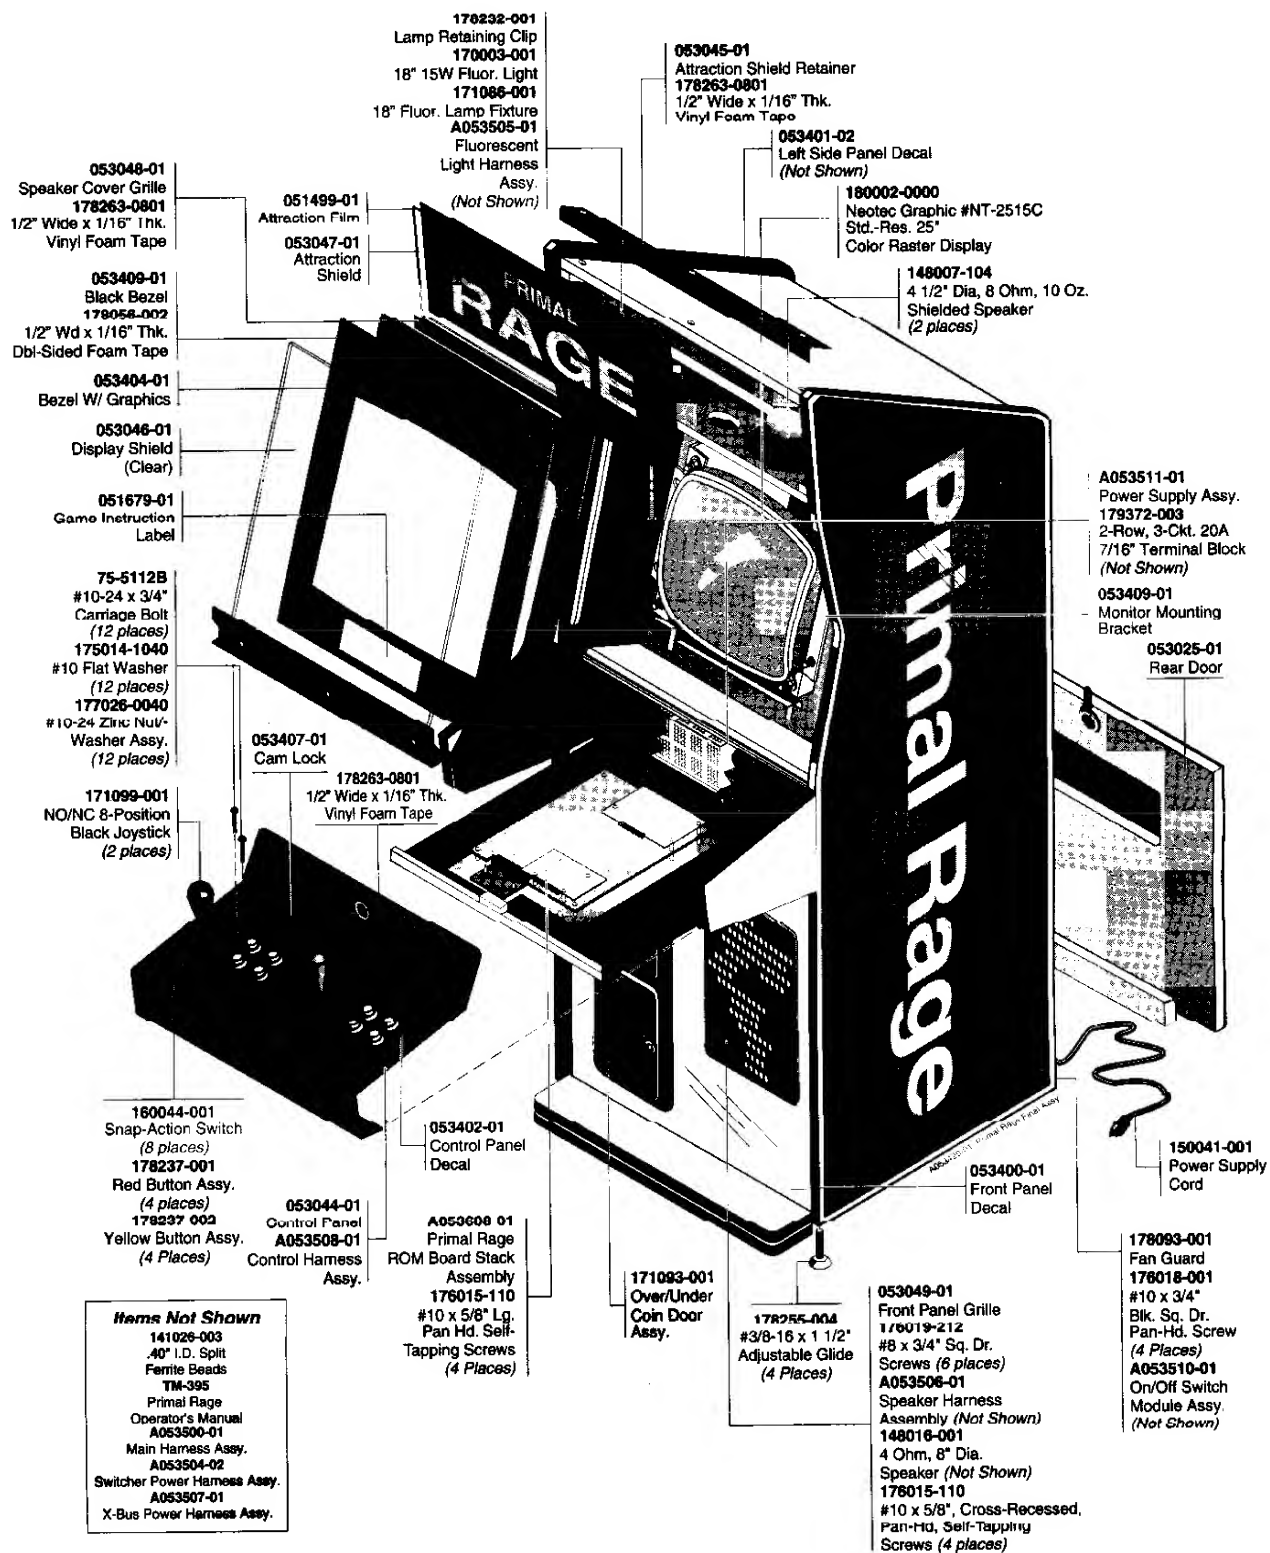 178232-001
Lamp Retaining Clip
170003-001
18" 15W Fluor. Light
171086-001
18" Fluor. Lamp Fixture
A053505-01
Fluorescent
Light Harness
Assy.
(Not Shown)
053045-01
Attraction Shield Retainer
178263-0801
1/2" Wide x 1/16" Thk.
Vinyl Foam Tape
053401-02
Left Side Panel Decal
(Not Shown)
180002-0000
Neotec Graphic #NT-2515C
Std.-Res. 25"
Color Raster Display
148007-104
4 1/2" Dia, 8 Ohm, 10 Oz.
Shielded Speaker
(2 places)
053048-01
Speaker Cover Grille
178263-0801
1/2" Wide x 1/16" Thk.
Vinyl Foam Tape
051499-01
Attraction Film
053047-01
Attraction
Shield
053409-01
Black Bezel
178056-002
1/2" Wd x 1/16" Thk.
Dbl-Sided Foam Tape
053404-01
Bezel W/ Graphics
053046-01
Display Shield
(Clear)
051679-01
Game Instruction
Label
PRIMAL
RAGE
Primal Rage
A053511-01
Power Supply Assy.
179372-003
2-Row, 3-Ckt. 20A
7/16" Terminal Block
(Not Shown)
053409-01
Monitor Mounting
Bracket
053025-01
Rear Door
75-5112B
#10-24 x 3/4"
Carriage Bolt
(12 places)
175014-1040
#10 Flat Washer
(12 places)
177026-0040
#10-24 Zinc Nut/-
Washer Assy.
(12 places)
053407-01
Cam Lock
178263-0801
1/2" Wide x 1/16" Thk.
Vinyl Foam Tape
171099-001
NO/NC 8-Position
Black Joystick
(2 places)
160044-001
Snap-Action Switch
(8 places)
178237-001
Red Button Assy.
(4 places)
178237-002
Yellow Button Assy.
(4 Places)
053044-01
Control Panel
A053508-01
Control Harness
Assy.
053402-01
Control Panel
Decal
A053608-01
Primal Rage
ROM Board Stack
Assembly
176015-110
#10 x 5/8" Lg.
Pan Hd. Self-
Tapping Screws
(4 Places)
171093-001
Over/Under
Coin Door
Assy.
178255-004
#3/8-16 x 1 1/2"
Adjustable Glide
(4 Places)
Primal Rage Final Assy
053400-01
Front Panel
Decal
150041-001
Power Supply
Cord
053049-01
Front Panel Grille
176019-212
#8 x 3/4" Sq. Dr.
Screws (6 places)
A053506-01
Speaker Harness
Assembly (Not Shown)
148016-001
4 Ohm, 8" Dia.
Speaker (Not Shown)
176015-110
#10 x 5/8", Cross-Recessed,
Pan-Hd, Self-Tapping
Screws (4 places)
178093-001
Fan Guard
176018-001
#10 x 3/4"
Blk. Sq. Dr.
Pan-Hd. Screw
(4 Places)
A053510-01
On/Off Switch
Module Assy.
(Not Shown)
Items Not Shown
141026-003
.40" I.D. Split
Ferrite Beads
TM-395
Primal Rage
Operator's Manual
A053500-01
Main Harness Assy.
A053504-02
Switcher Power Harness Assy.
A053507-01
X-Bus Power Harness Assy.